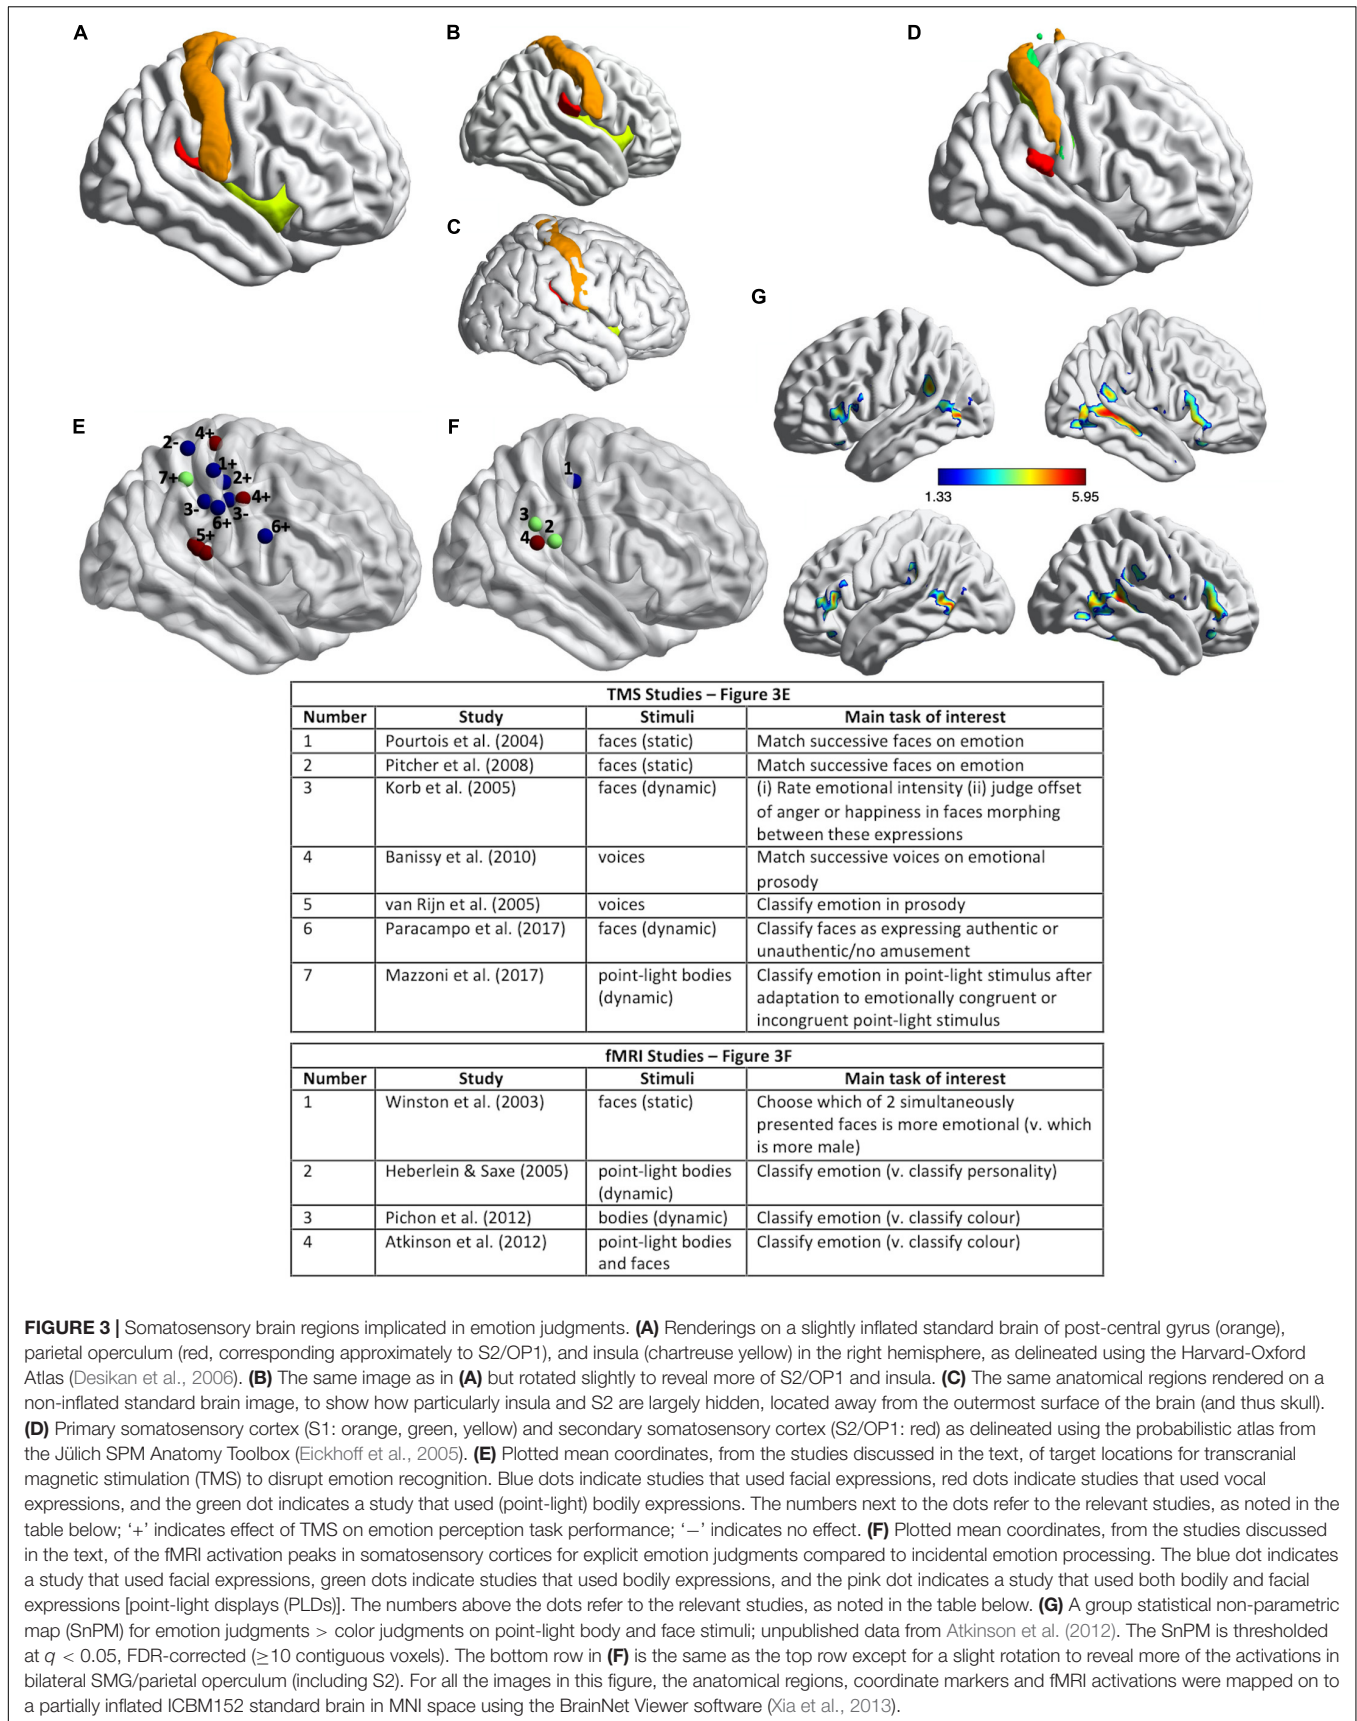 A
B
D
C
G
E
2-
4+
1+
7+
2+
4+
3-
3-
6+
6+
5+
F
1
3
2
4
1.33
5.95
TMS Studies – Figure 3E
Number Study Stimuli Main task of interest
1 Pourtois et al. (2004) faces (static) Match successive faces on emotion
2 Pitcher et al. (2008) faces (static) Match successive faces on emotion
3 Korb et al. (2005) faces (dynamic) (i) Rate emotional intensity (ii) judge offset
of anger or happiness in faces morphing
between these expressions
4 Banissy et al. (2010) voices Match successive voices on emotional
prosody
5 van Rijn et al. (2005) voices Classify emotion in prosody
6 Paracampo et al. (2017) faces (dynamic) Classify faces as expressing authentic or
unauthentic/no amusement
7 Mazzoni et al. (2017) point-light bodies Classify emotion in point-light stimulus after
(dynamic) adaptation to emotionally congruent or
incongruent point-light stimulus
fMRI Studies – Figure 3F
Number Study Stimuli Main task of interest
1 Winston et al. (2003) faces (static) Choose which of 2 simultaneously
presented faces is more emotional (v. which
is more male)
2 Heberlein & Saxe (2005) point-light bodies Classify emotion (v. classify personality)
(dynamic)
3 Pichon et al. (2012) bodies (dynamic) Classify emotion (v. classify colour)
4 Atkinson et al. (2012) point-light bodies Classify emotion (v. classify colour)
and faces
FIGURE 3 | Somatosensory brain regions implicated in emotion judgments. (A) Renderings on a slightly inflated standard brain of post-central gyrus (orange),
parietal operculum (red, corresponding approximately to S2/OP1), and insula (chartreuse yellow) in the right hemisphere, as delineated using the Harvard-Oxford
Atlas (Desikan et al., 2006). (B) The same image as in (A) but rotated slightly to reveal more of S2/OP1 and insula. (C) The same anatomical regions rendered on a
non-inflated standard brain image, to show how particularly insula and S2 are largely hidden, located away from the outermost surface of the brain (and thus skull).
(D) Primary somatosensory cortex (S1: orange, green, yellow) and secondary somatosensory cortex (S2/OP1: red) as delineated using the probabilistic atlas from
the Jülich SPM Anatomy Toolbox (Eickhoff et al., 2005). (E) Plotted mean coordinates, from the studies discussed in the text, of target locations for transcranial
magnetic stimulation (TMS) to disrupt emotion recognition. Blue dots indicate studies that used facial expressions, red dots indicate studies that used vocal
expressions, and the green dot indicates a study that used (point-light) bodily expressions. The numbers next to the dots refer to the relevant studies, as noted in the
table below; ‘+’ indicates effect of TMS on emotion perception task performance; ‘−’ indicates no effect. (F) Plotted mean coordinates, from the studies discussed
in the text, of the fMRI activation peaks in somatosensory cortices for explicit emotion judgments compared to incidental emotion processing. The blue dot indicates
a study that used facial expressions, green dots indicate studies that used bodily expressions, and the pink dot indicates a study that used both bodily and facial
expressions [point-light displays (PLDs)]. The numbers above the dots refer to the relevant studies, as noted in the table below. (G) A group statistical non-parametric
map (SnPM) for emotion judgments > color judgments on point-light body and face stimuli; unpublished data from Atkinson et al. (2012). The SnPM is thresholded
at q < 0.05, FDR-corrected (≥10 contiguous voxels). The bottom row in (F) is the same as the top row except for a slight rotation to reveal more of the activations in
bilateral SMG/parietal operculum (including S2). For all the images in this figure, the anatomical regions, coordinate markers and fMRI activations were mapped on to
a partially inflated ICBM152 standard brain in MNI space using the BrainNet Viewer software (Xia et al., 2013).